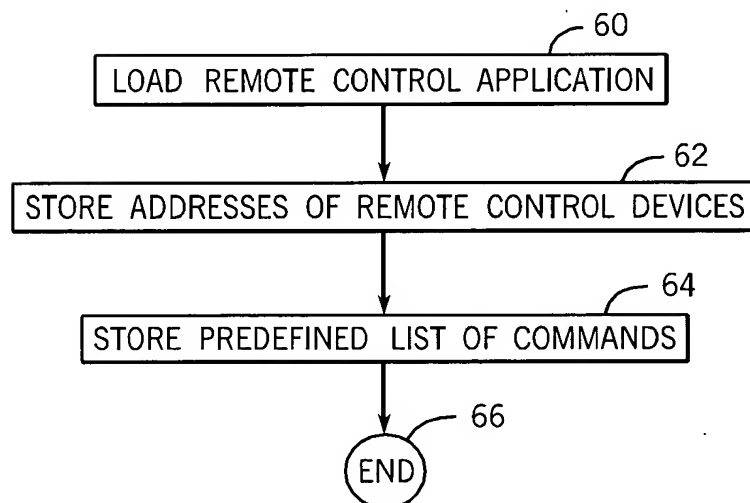 60
LOAD REMOTE CONTROL APPLICATION
62
STORE ADDRESSES OF REMOTE CONTROL DEVICES
64
STORE PREDEFINED LIST OF COMMANDS
66
END